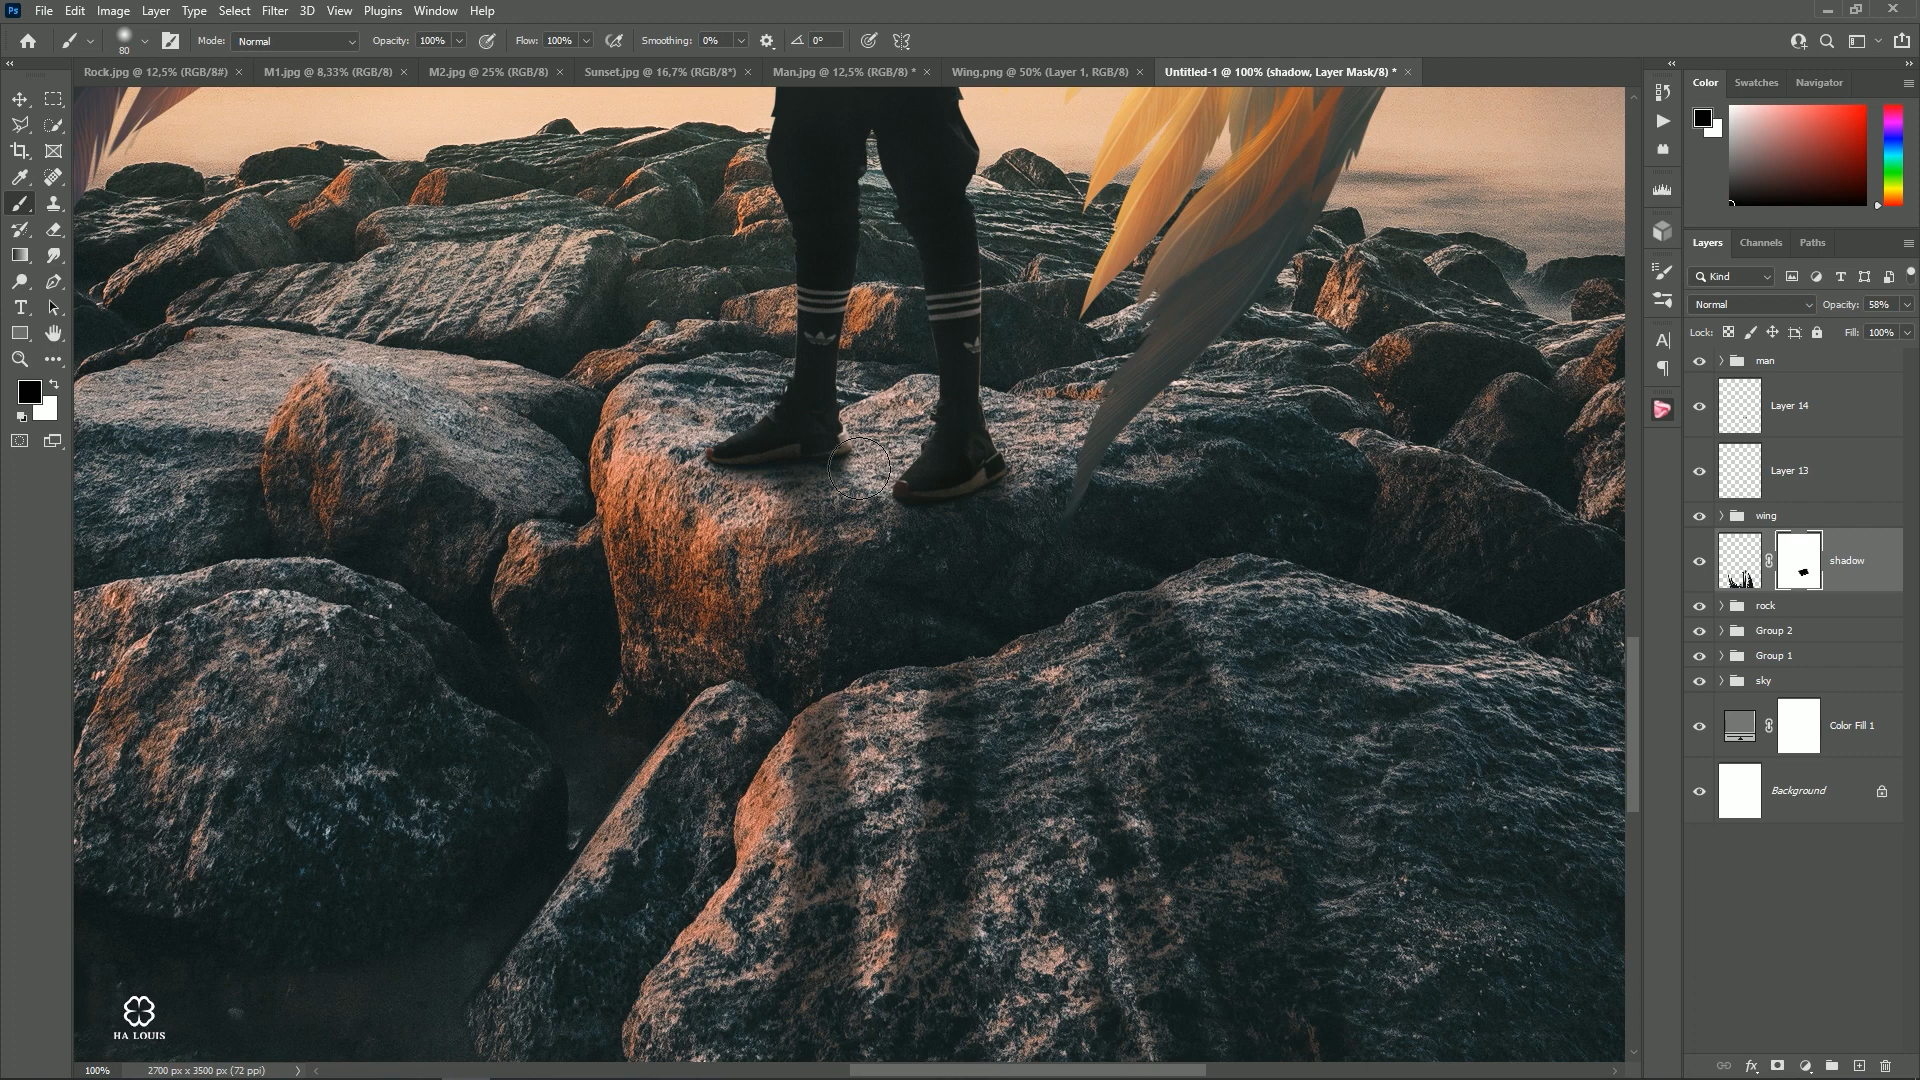 Ps File Edit Image Layer Type Select Filter 3D View Plugins Window Help
80 Mode: Normal Opacity: 100% Flow: 100% Smoothing: 0% 0°
Rock.jpg @ 12,5% (RGB/8#) × M1.jpg @ 8,33% (RGB/8) × M2.jpg @ 25% (RGB/8) × Sunset.jpg @ 16,7% (RGB/8*) × Man.jpg @ 12,5% (RGB/8) * × Wing.png @ 50% (Layer 1, RGB/8) × Untitled-1 @ 100% (shadow, Layer Mask/8) * ×
Color Swatches Navigator
Layers Channels Paths
Kind
Normal Opacity: 58%
Lock: Fill: 100%
man
Layer 14
Layer 13
wing
shadow
rock
Group 2
Group 1
sky
Color Fill 1
Background
HA LOUIS
100% 2700 px x 3500 px (72 ppi)